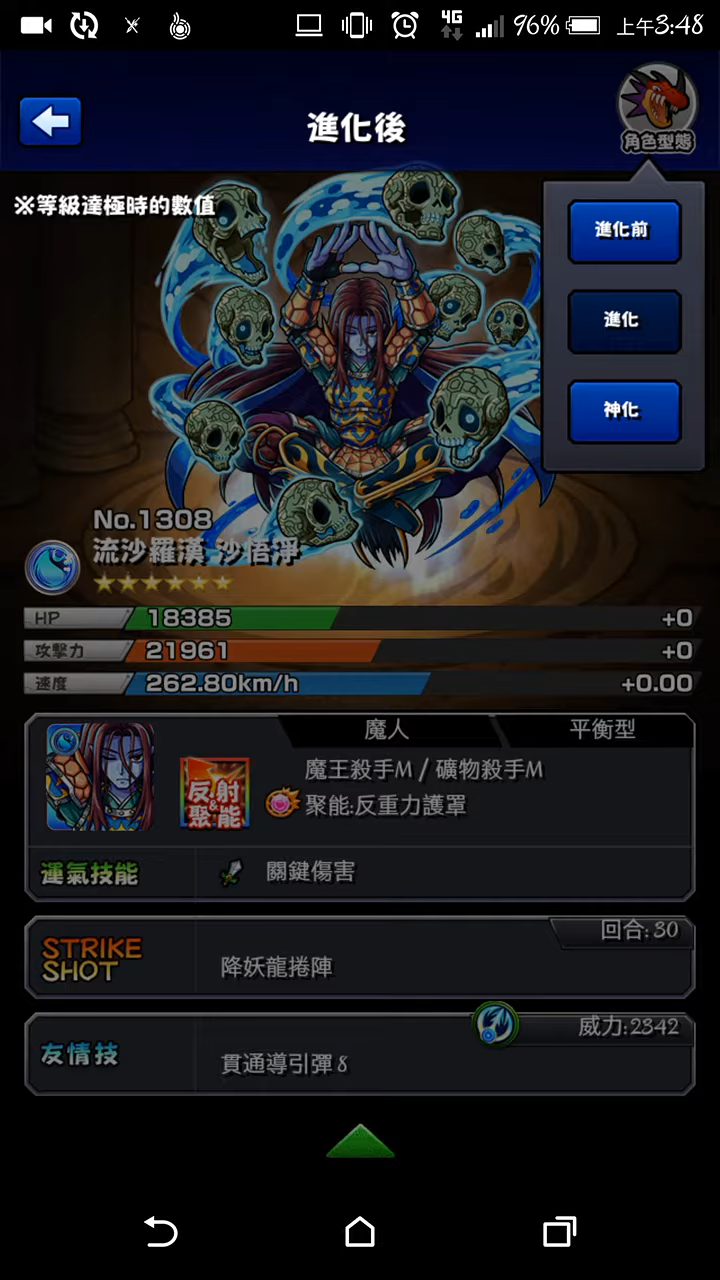 4G 96% 上午3:48
進化後
角色型態
※等級達極時的數值
進化前
進化
神化
No.1308
流沙羅漢 沙悟淨
★★★★★★
HP 18385 +0
攻擊力 21961 +0
速度 262.80km/h +0.00
魔人 平衡型
反射&聚能
魔王殺手M / 礦物殺手M
聚能:反重力護罩
運氣技能 關鍵傷害
回合:30
STRIKE SHOT
降妖龍捲陣
威力:2342
友情技
貫通導引彈 8